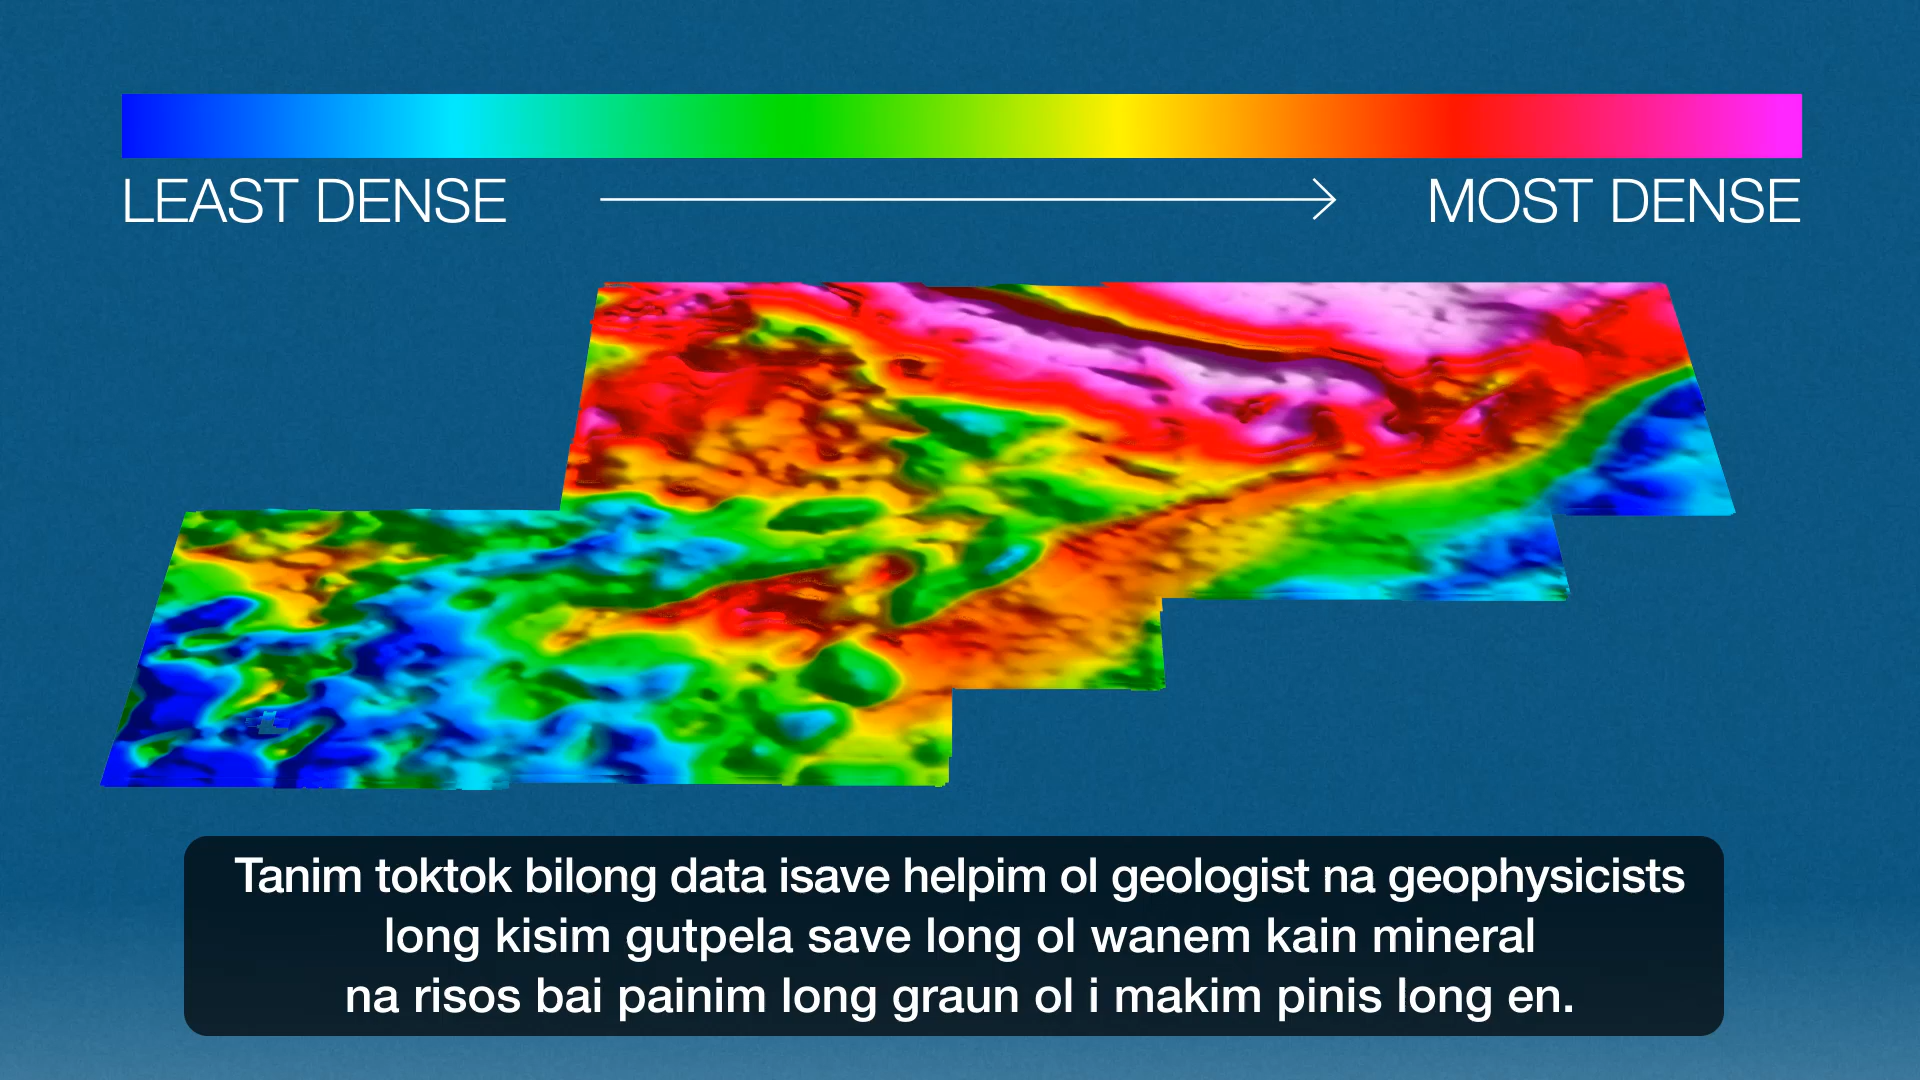 LEAST DENSE
MOST DENSE
Tanim toktok bilong data isave helpim ol geologist na geophysicists
long kisim gutpela save long ol wanem kain mineral
na risos bai painim long graun ol i makim pinis long en.